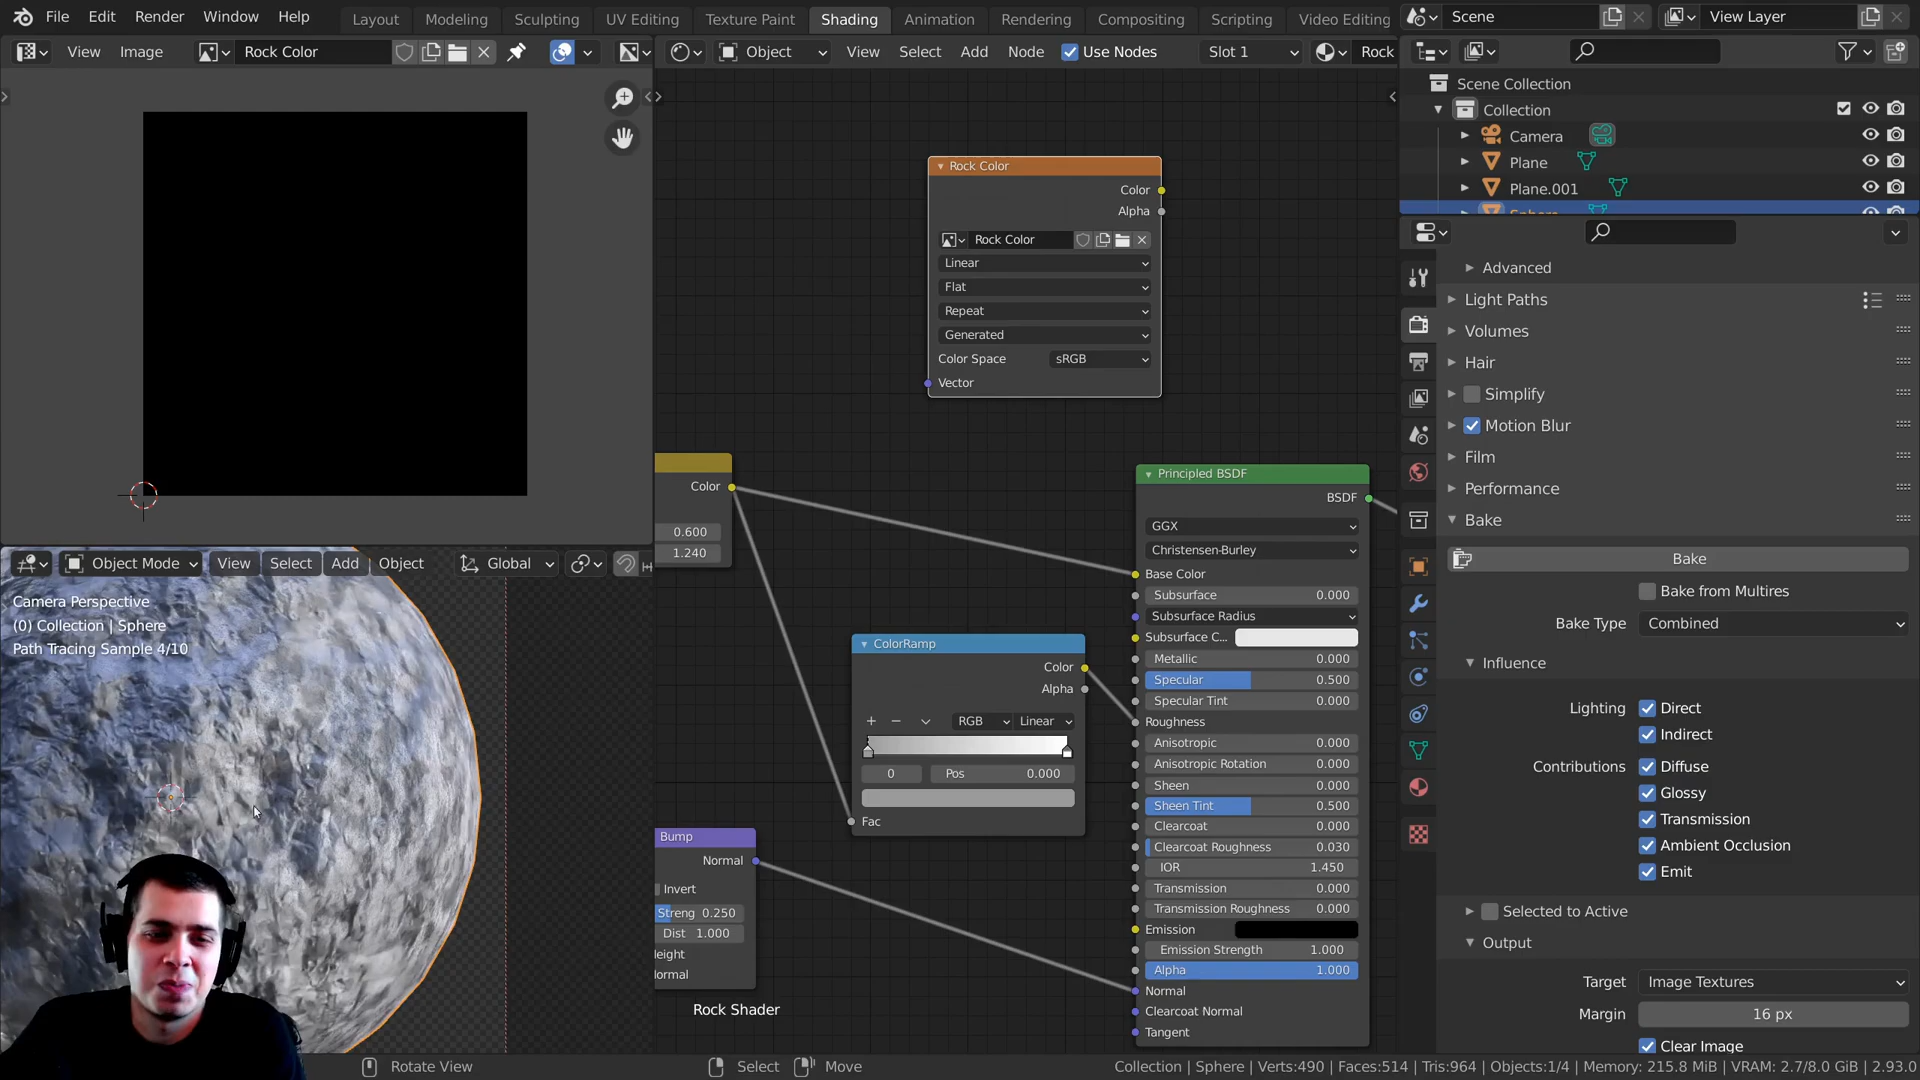 File Edit Render Window Help Layout Modeling Sculpting UV Editing Texture Paint Shading Animation Rendering Compositing Scripting Video Editing Scene View Layer
View Image Rock Color Object View Select Add Node Use Nodes Slot 1 Rock
Scene Collection
Collection
Camera
Plane
Plane.001
Rock Color
Color
Alpha
Rock Color
Linear
Flat
Repeat
Generated
Color Space sRGB
Vector
Color
0.600
1.240
Principled BSDF
BSDF
GGX
Christensen-Burley
Base Color
Subsurface 0.000
Subsurface Radius
Subsurface C...
Metallic 0.000
Specular 0.500
Specular Tint 0.000
Roughness
Anisotropic 0.000
Anisotropic Rotation 0.000
Sheen 0.000
Sheen Tint 0.500
Clearcoat 0.000
Clearcoat Roughness 0.030
IOR 1.450
Transmission 0.000
Transmission Roughness 0.000
Emission
Emission Strength 1.000
Alpha 1.000
Normal
Clearcoat Normal
Tangent
ColorRamp
Color
Alpha
+ − RGB Linear
0 Pos 0.000
Fac
Bump
Normal
Invert
Streng 0.250
Dist 1.000
leight
lormal
Rock Shader
Object Mode View Select Add Object Global
Camera Perspective
(0) Collection | Sphere
Path Tracing Sample 4/10
Advanced
Light Paths
Volumes
Hair
Simplify
Motion Blur
Film
Performance
Bake
Bake
Bake from Multires
Bake Type Combined
Influence
Lighting Direct
Indirect
Contributions Diffuse
Glossy
Transmission
Ambient Occlusion
Emit
Selected to Active
Output
Target Image Textures
Margin 16 px
Clear Image
Rotate View Select Move Collection | Sphere | Verts:490 | Faces:514 | Tris:964 | Objects:1/4 | Memory: 215.8 MiB | VRAM: 2.7/8.0 GiB | 2.93.0